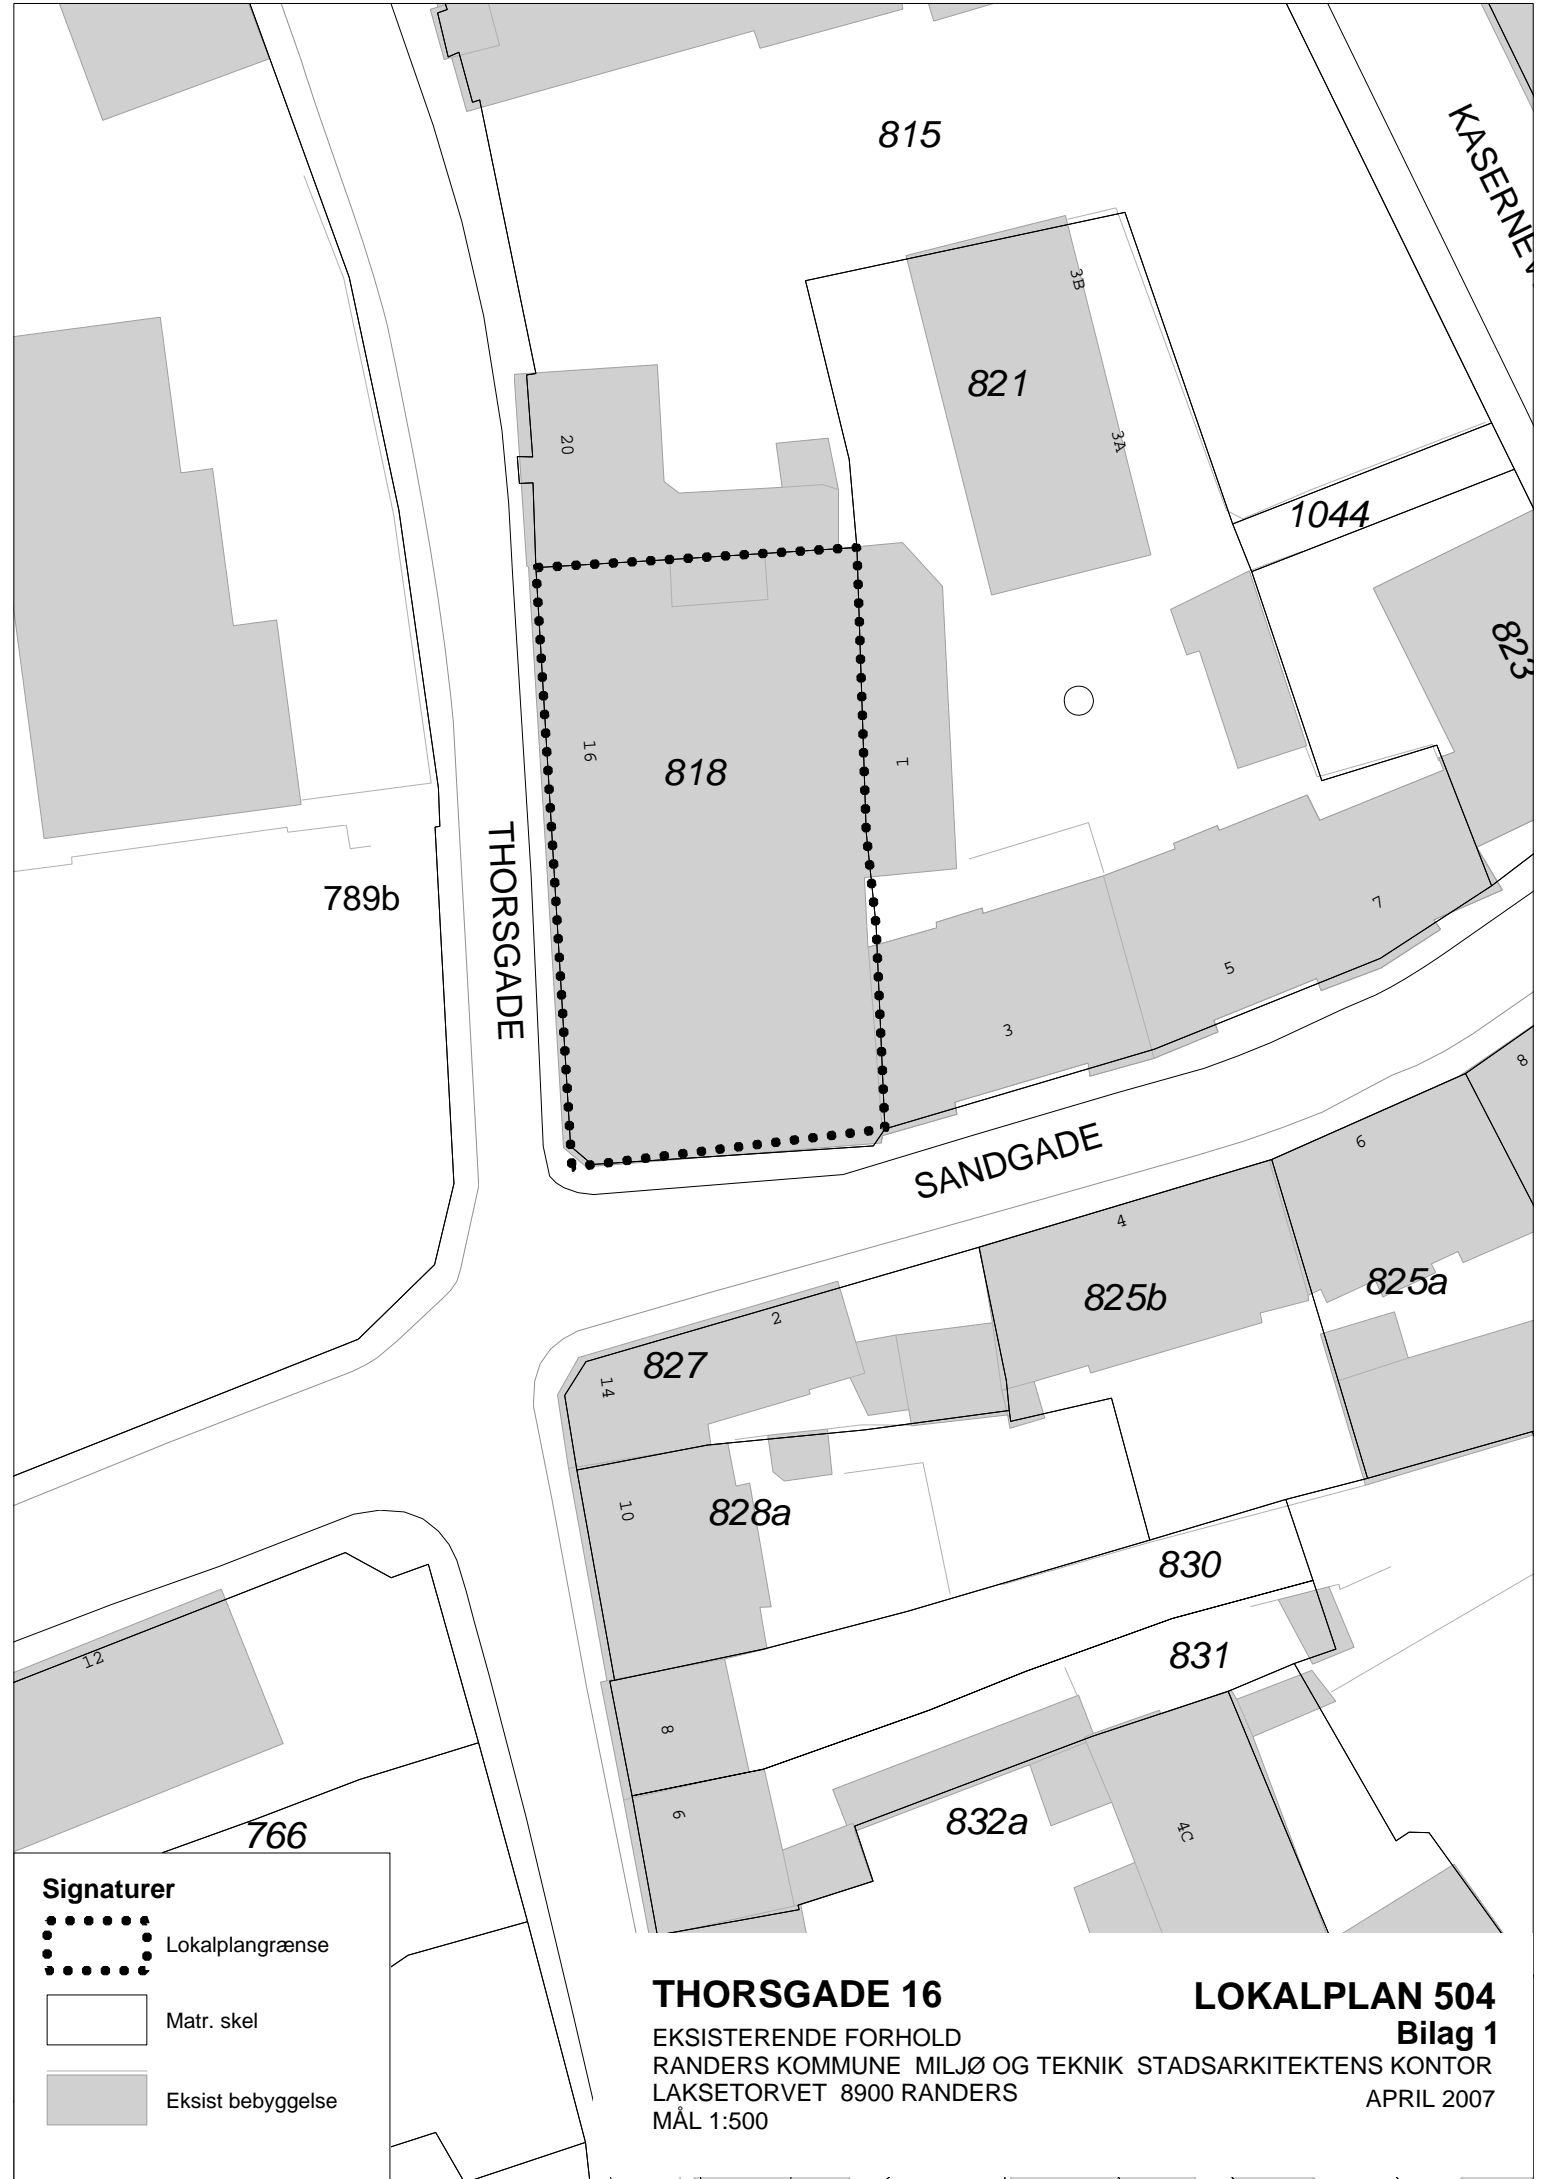 815
KASERNEV
3B
821
3A
20
1044
823
16
818
1
THORSGADE
789b
7
5
3
8
SANDGADE
6
4
825a
825b
2
827
14
10
828a
830
831
12
8
6
832a
4C
766
Signaturer
Lokalplangrænse
Matr. skel
Eksist bebyggelse
THORSGADE 16
LOKALPLAN 504
Bilag 1
EKSISTERENDE FORHOLD
RANDERS KOMMUNE MILJØ OG TEKNIK STADSARKITEKTENS KONTOR
LAKSETORVET 8900 RANDERS
APRIL 2007
MÅL 1:500